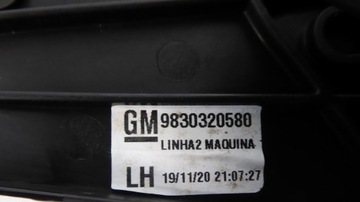 GM 9830320580
LINHA2 MAQUINA
LH 19/11/20 21:07:27